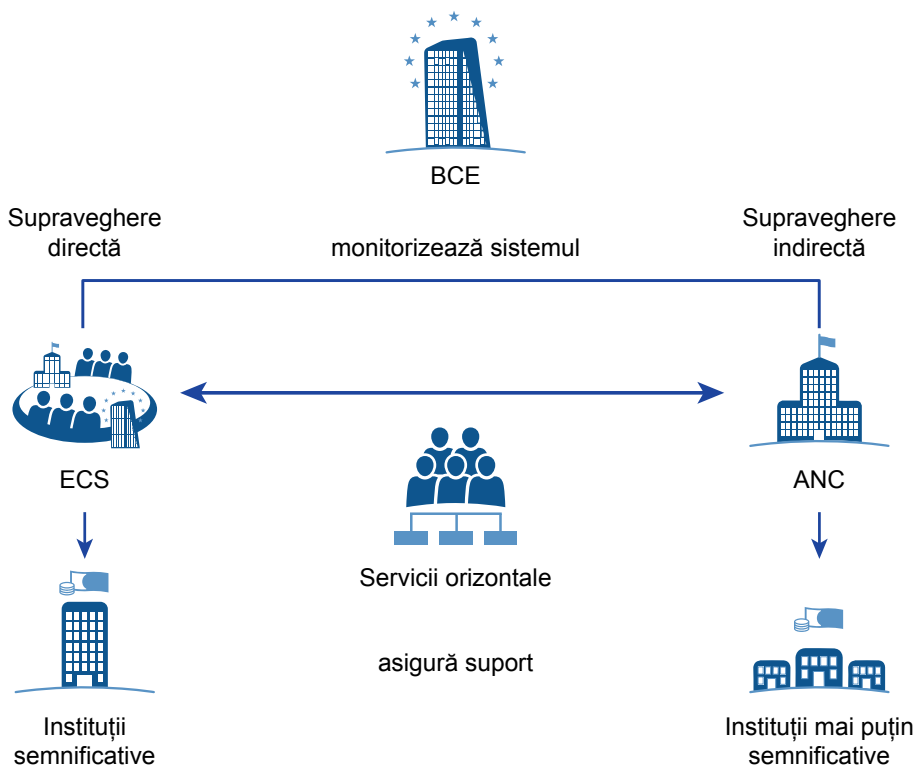 BCE
Supraveghere
directă
monitorizează sistemul
Supraveghere
indirectă
ECS
ANC
Servicii orizontale
asigură suport
Instituții
semnificative
Instituții mai puțin
semnificative